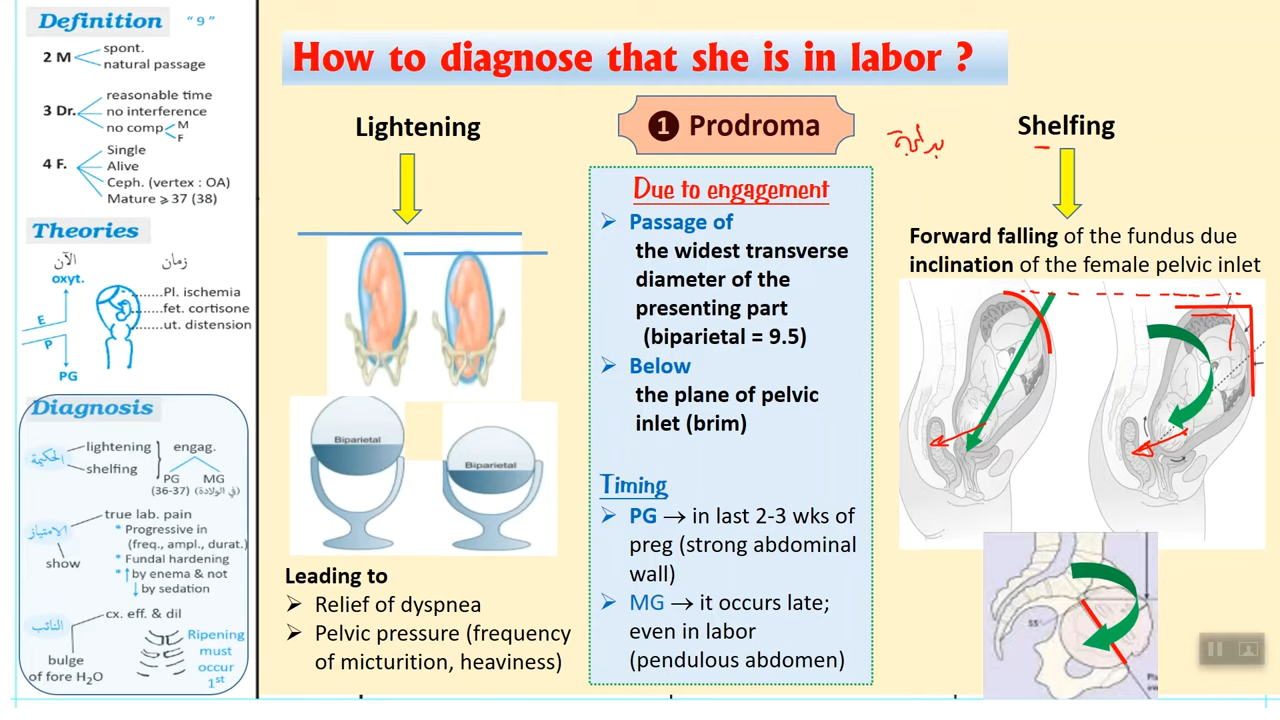 Definition "9"
2 M
spont.
natural passage
3 Dr.
reasonable time
no interference
no comp
M
F
4 F.
Single
Alive
Ceph. (vertex : OA)
Mature ⩾ 37 (38)
Theories
الآن
زمان
oxyt.
Pl. ischemia
fet. cortisone
ut. distension
E
P
PG
Diagnosis
الحكيمة
lightening
shelfing
engag.
PG
MG
(36-37)
(في الولادة)
الامتياز
true lab. pain
* Progressive in
(freq., ampl., durat.)
* Fundal hardening
* ↑ by enema & not
↓ by sedation
show
النائب
cx. eff. & dil
bulge
of fore H₂O
Ripening
must
occur
1st
How to diagnose that she is in labor ?
Lightening
Biparietal
Biparietal
Leading to
➢ Relief of dyspnea
➢ Pelvic pressure (frequency
of micturition, heaviness)
❶ Prodroma
Due to engagement
➢ Passage of
the widest transverse
diameter of the
presenting part
(biparietal = 9.5)
➢ Below
the plane of pelvic
inlet (brim)
Timing
➢ PG → in last 2-3 wks of
preg (strong abdominal
wall)
➢ MG → it occurs late;
even in labor
(pendulous abdomen)
Shelfing
Forward falling of the fundus due
inclination of the female pelvic inlet
55°